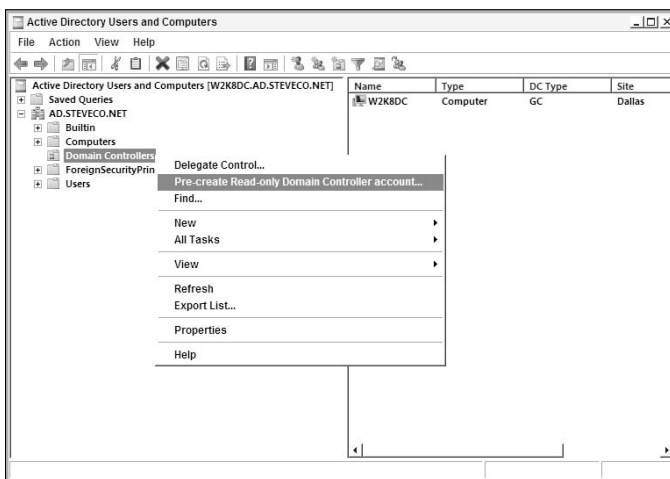 Active Directory Users and Computers
File Action View Help
Active Directory Users and Computers [W2K8DC.AD.STEVECO.NET]
Saved Queries
AD.STEVECO.NET
Builtin
Computers
Domain Controllers
ForeignSecurityPrin
Users
Name Type DC Type Site
W2K8DC Computer GC Dallas
Delegate Control...
Pre-create Read-only Domain Controller account...
Find...
New
All Tasks
View
Refresh
Export List...
Properties
Help